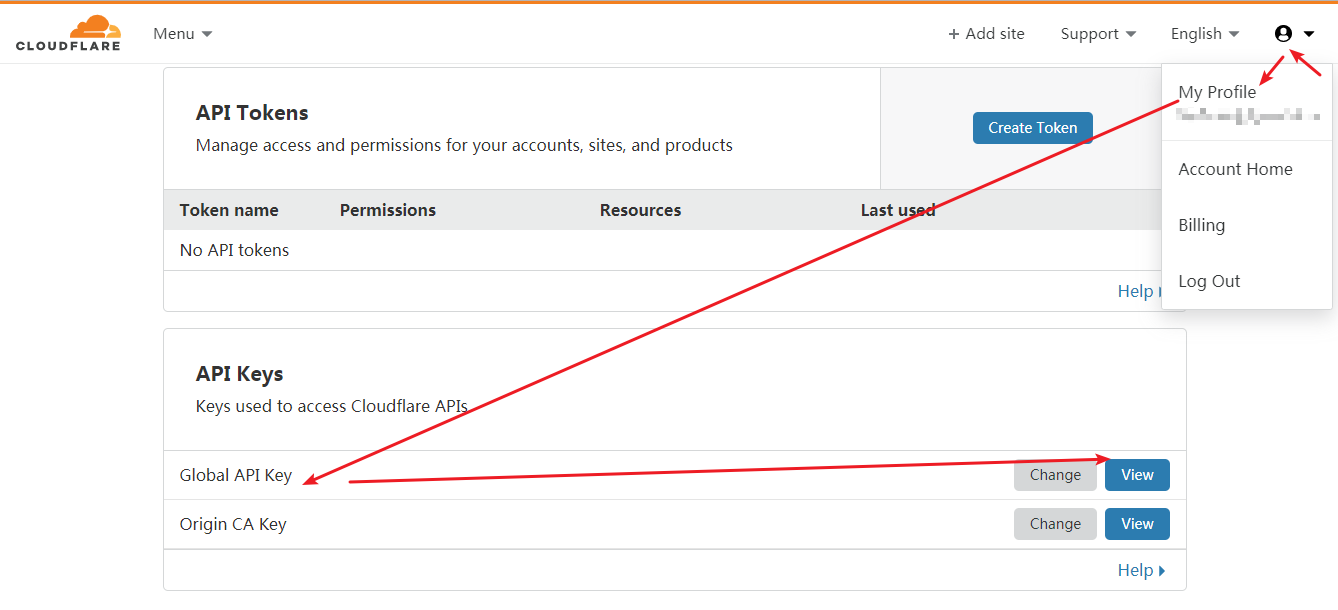 CLOUDFLARE
Menu
+ Add site
Support
English
My Profile
Account Home
Billing
Log Out
API Tokens
Manage access and permissions for your accounts, sites, and products
Create Token
Token name Permissions Resources Last used
No API tokens
Help
API Keys
Keys used to access Cloudflare APIs
Global API Key Change View
Origin CA Key Change View
Help